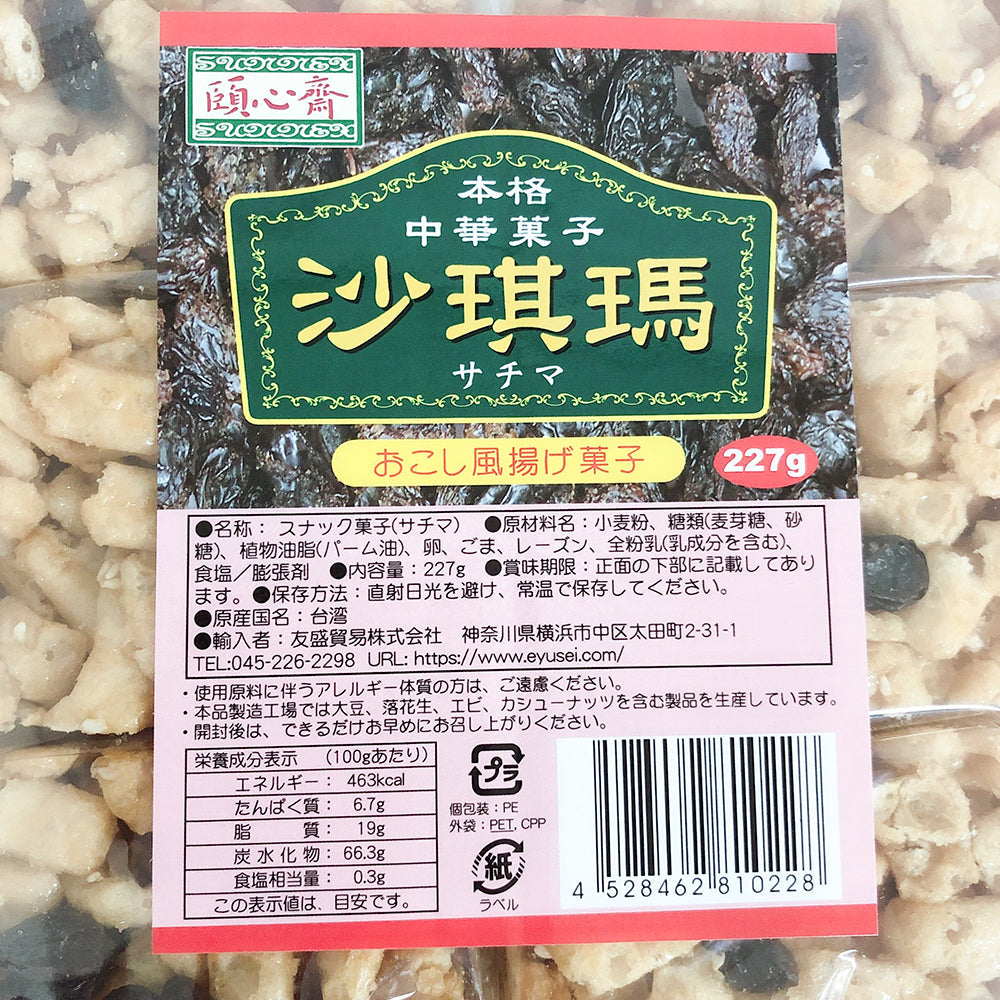 頤心齋
本格
中華菓子
沙琪瑪
サチマ
おこし風揚げ菓子
227g
●名称：スナック菓子(サチマ) ●原材料名：小麦粉、糖類(麦芽糖、砂
糖)、植物油脂(パーム油)、卵、ごま、レーズン、全粉乳(乳成分を含む)、
食塩／膨張剤 ●内容量：227g ●賞味期限：正面の下部に記載してあり
ます。●保存方法：直射日光を避け、常温で保存してください。
●原産国名：台湾
●輸入者：友盛貿易株式会社 神奈川県横浜市中区太田町2-31-1
TEL:045-226-2298 URL: https://www.eyusei.com/
・使用原料に伴うアレルギー体質の方は、ご遠慮ください。
・本品製造工場では大豆、落花生、エビ、カシューナッツを含む製品を生産しています。
・開封後は、できるだけお早めにお召し上がりください。
栄養成分表示 (100gあたり)
エネルギー： 463kcal
たんぱく質： 6.7g
脂質： 19g
炭水化物： 66.3g
食塩相当量： 0.3g
この表示値は、目安です。
プラ
個包装：PE
外袋：PET, CPP
紙
ラベル
4 528462 810228